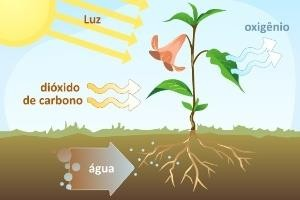 Luz
oxigênio
dióxido
de carbono
água